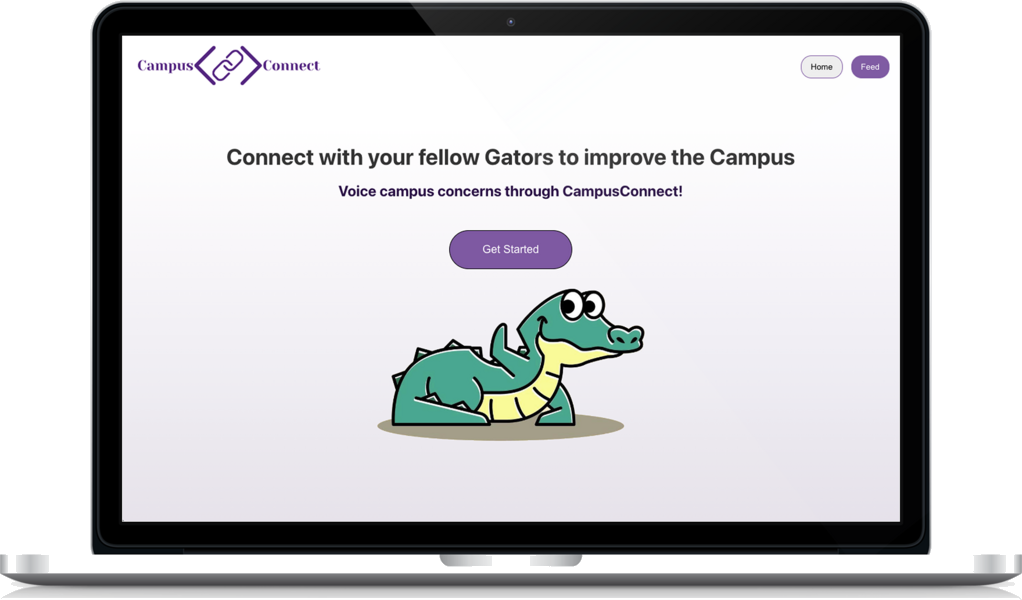 Campus Connect
Home
Feed
Connect with your fellow Gators to improve the Campus
Voice campus concerns through CampusConnect!
Get Started